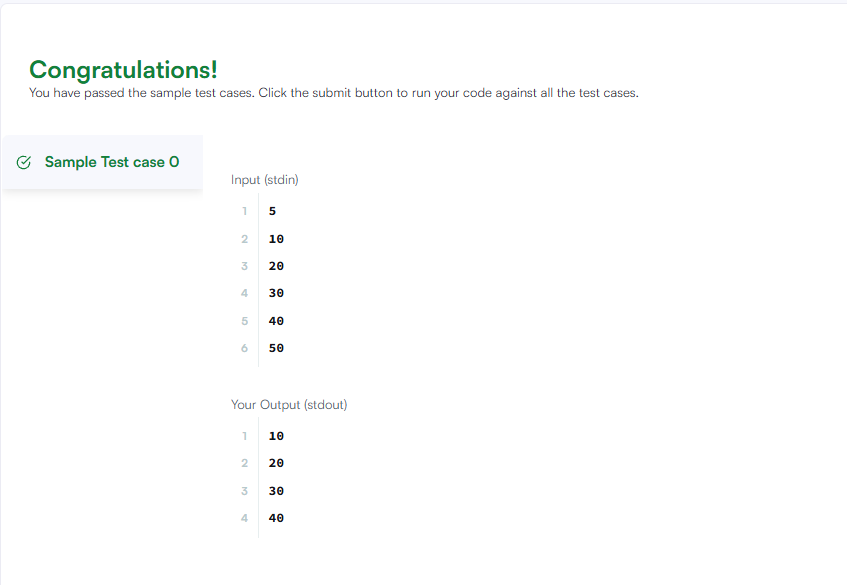 Congratulations!
You have passed the sample test cases. Click the submit button to run your code against all the test cases.
Sample Test case 0
Input (stdin)
1 5
2 10
3 20
4 30
5 40
6 50
Your Output (stdout)
1 10
2 20
3 30
4 40